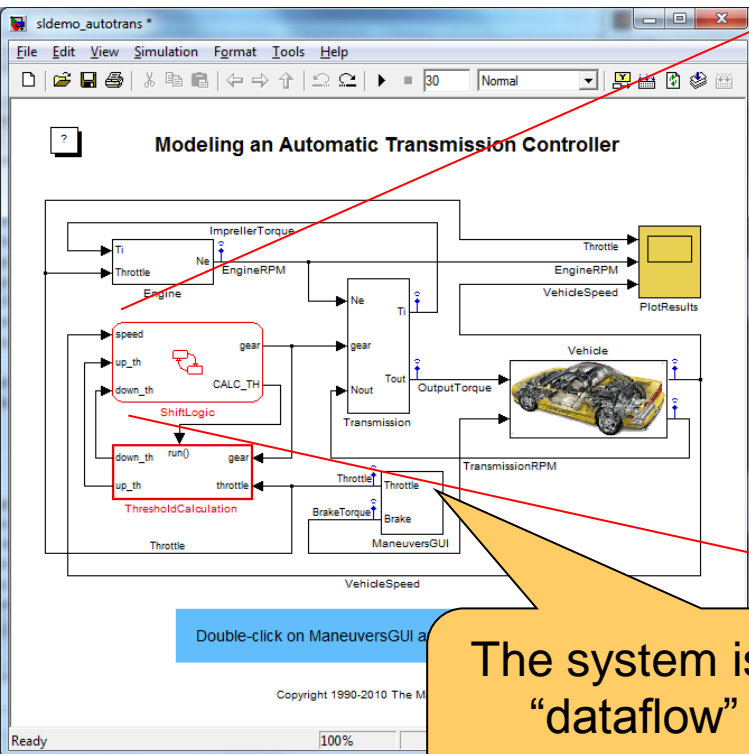 sldemo_autotrans *
File Edit View Simulation Format Tools Help
30 Normal
?
Modeling an Automatic Transmission Controller
ImprellerTorque
Ti
Throttle
Ne
EngineRPM
Engine
Throttle
EngineRPM
VehicleSpeed
PlotResults
Ne
Ti
gear
Tout
Nout
OutputTorque
Transmission
Vehicle
speed
gear
up_th
CALC_TH
down_th
ShiftLogic
TransmissionRPM
down_th
run()
gear
up_th
throttle
ThresholdCalculation
Throttle
Throttle
BrakeTorque
Brake
ManeuversGUI
Throttle
VehicleSpeed
Double-click on ManeuversGUI a
Copyright 1990-2010 The M
The system is
“dataflow”
Ready 100%